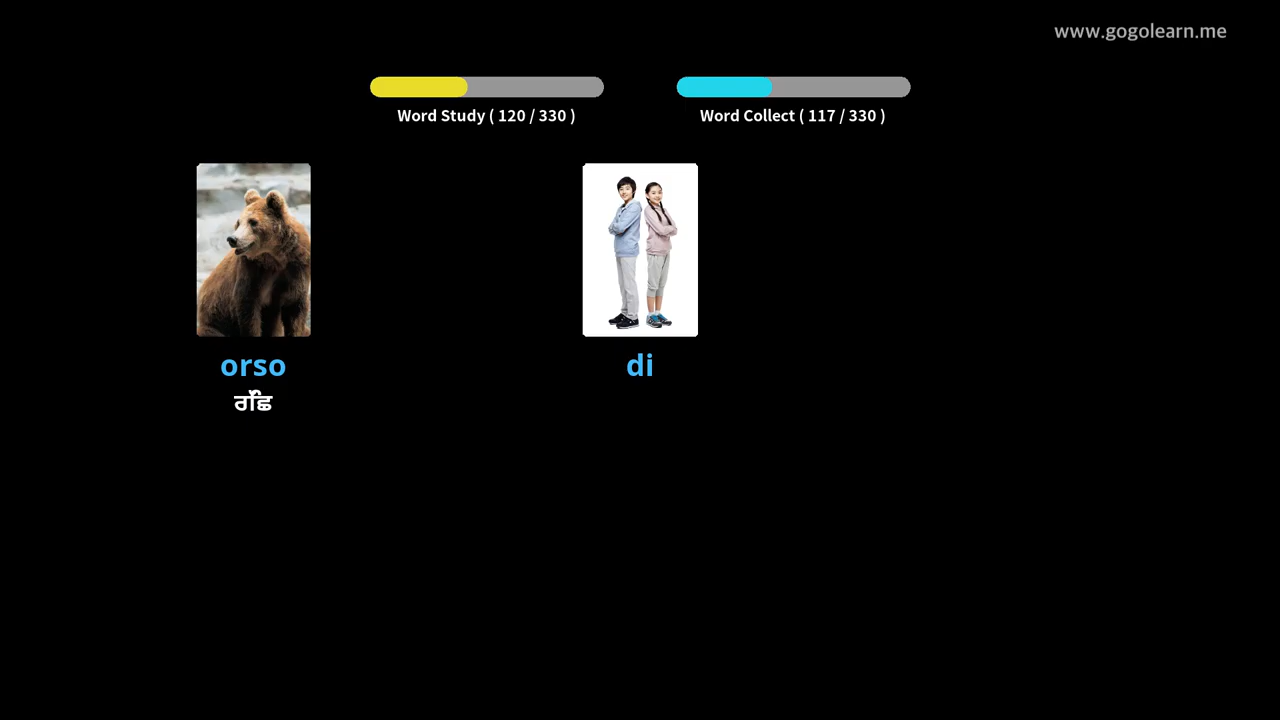 www.gogolearn.me
Word Study ( 120 / 330 )
Word Collect ( 117 / 330 )
orso
ਰਿੱਛ
di